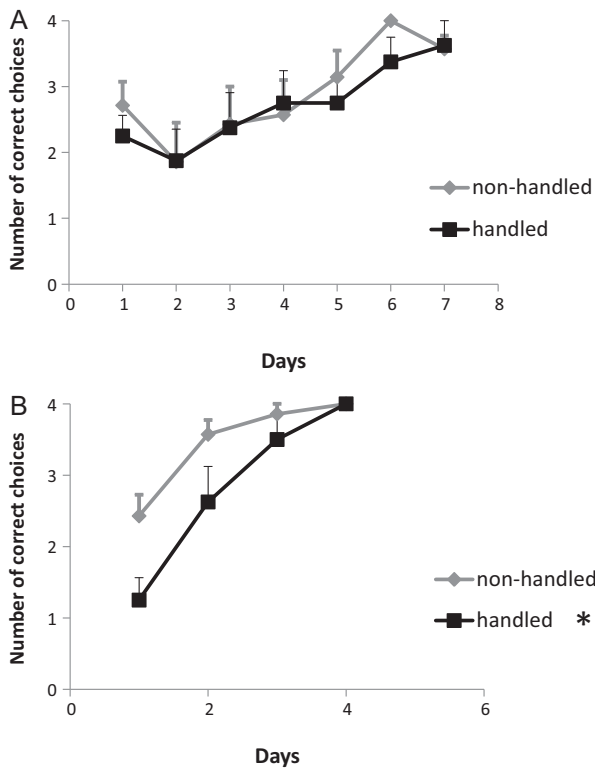 A
4
3
2
1
0
Number of correct choices
0 1 2 3 4 5 6 7 8
Days
non-handled
handled
B
4
3
2
1
0
Number of correct choices
0 2 4 6
Days
non-handled
handled *